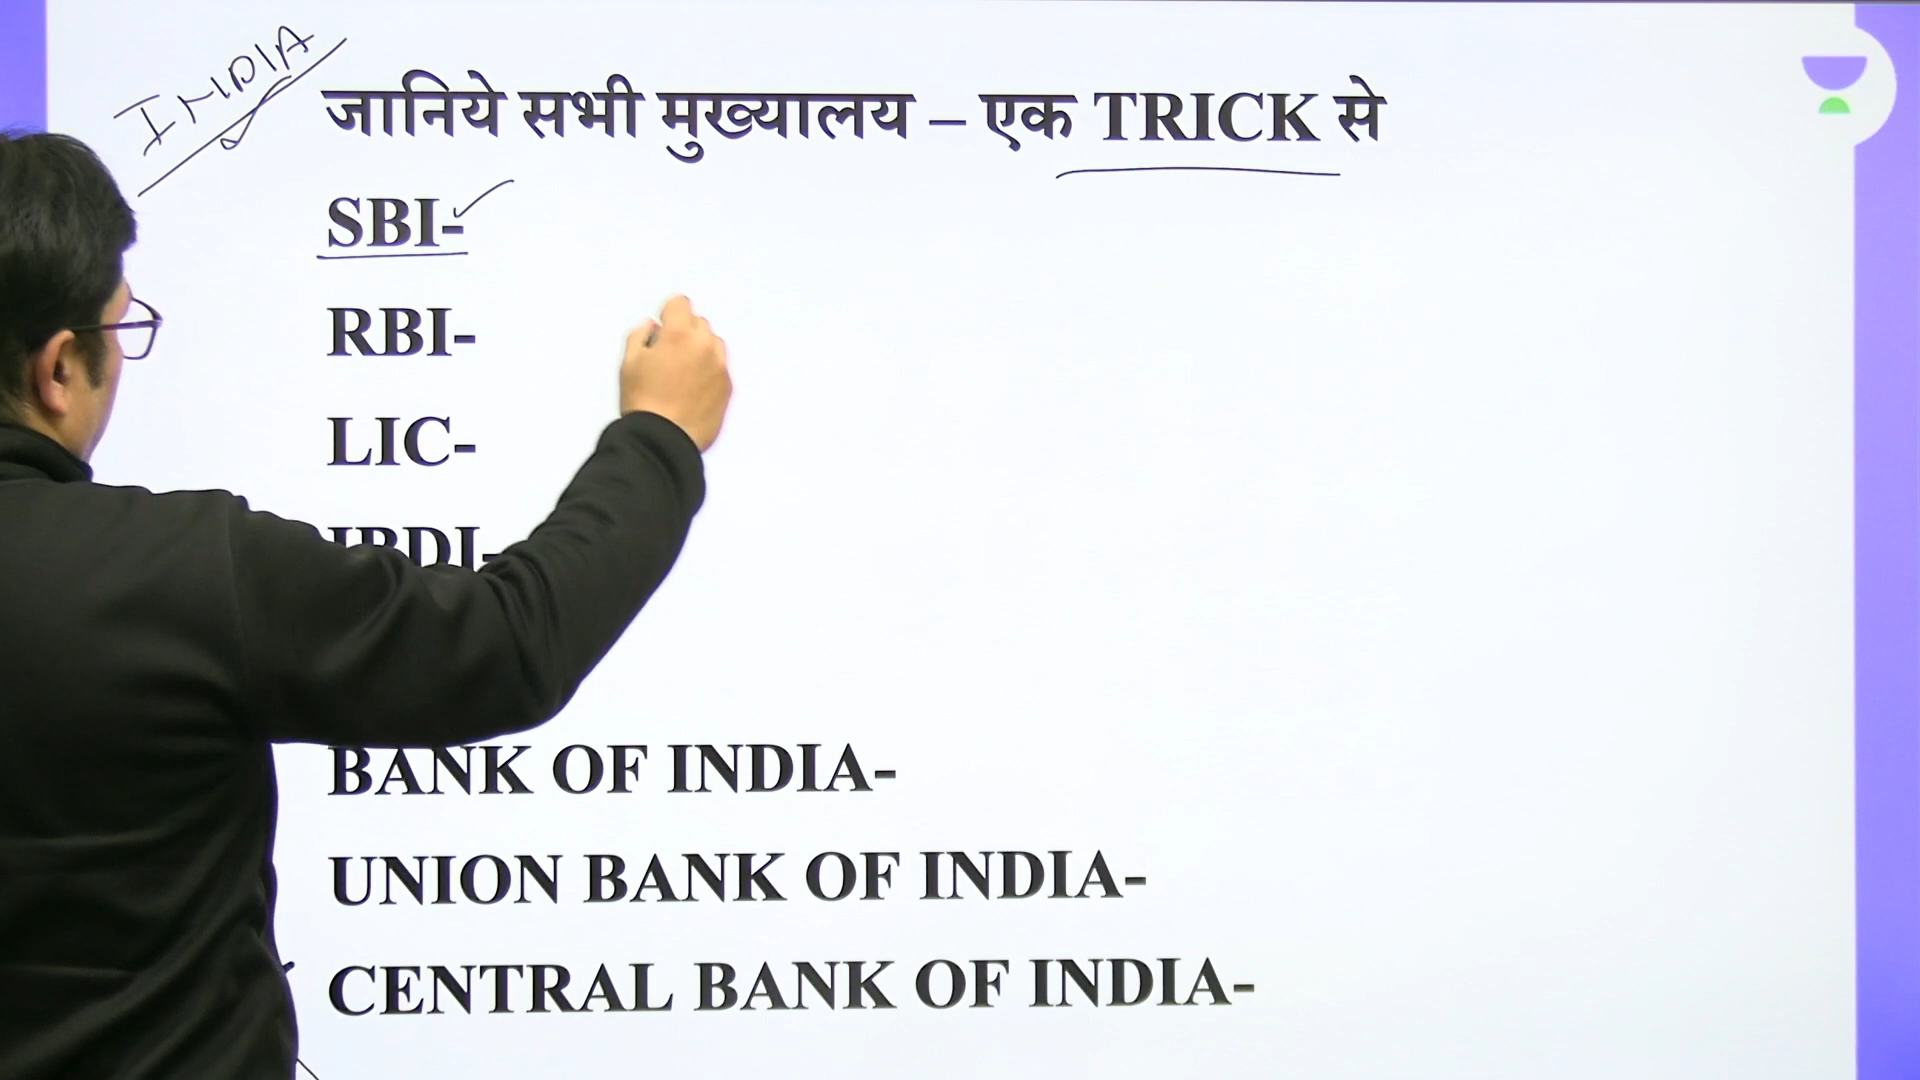 INDIA
जानिये सभी मुख्यालय – एक TRICK से
SBI-
RBI-
LIC-
IBDI-
BANK OF INDIA-
UNION BANK OF INDIA-
CENTRAL BANK OF INDIA-